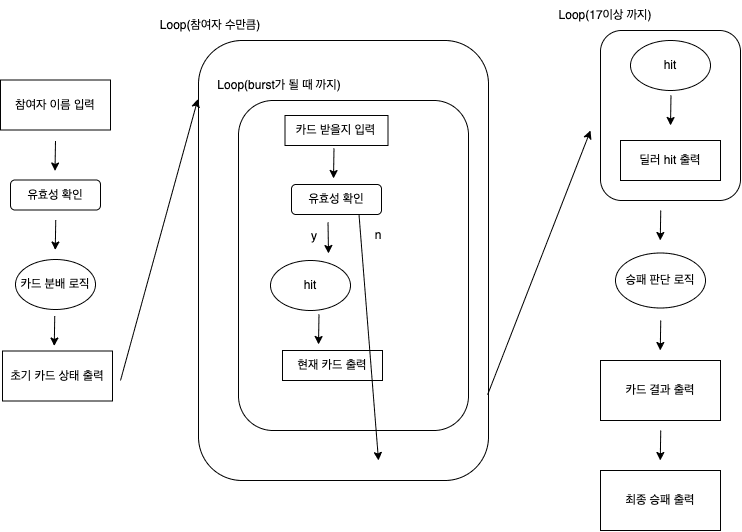 참여자 이름 입력
유효성 확인
카드 분배 로직
초기 카드 상태 출력
Loop(참여자 수만큼)
Loop(burst가 될 때 까지)
카드 받을지 입력
유효성 확인
y
n
hit
현재 카드 출력
Loop(17이상 까지)
hit
딜러 hit 출력
승패 판단 로직
카드 결과 출력
최종 승패 출력